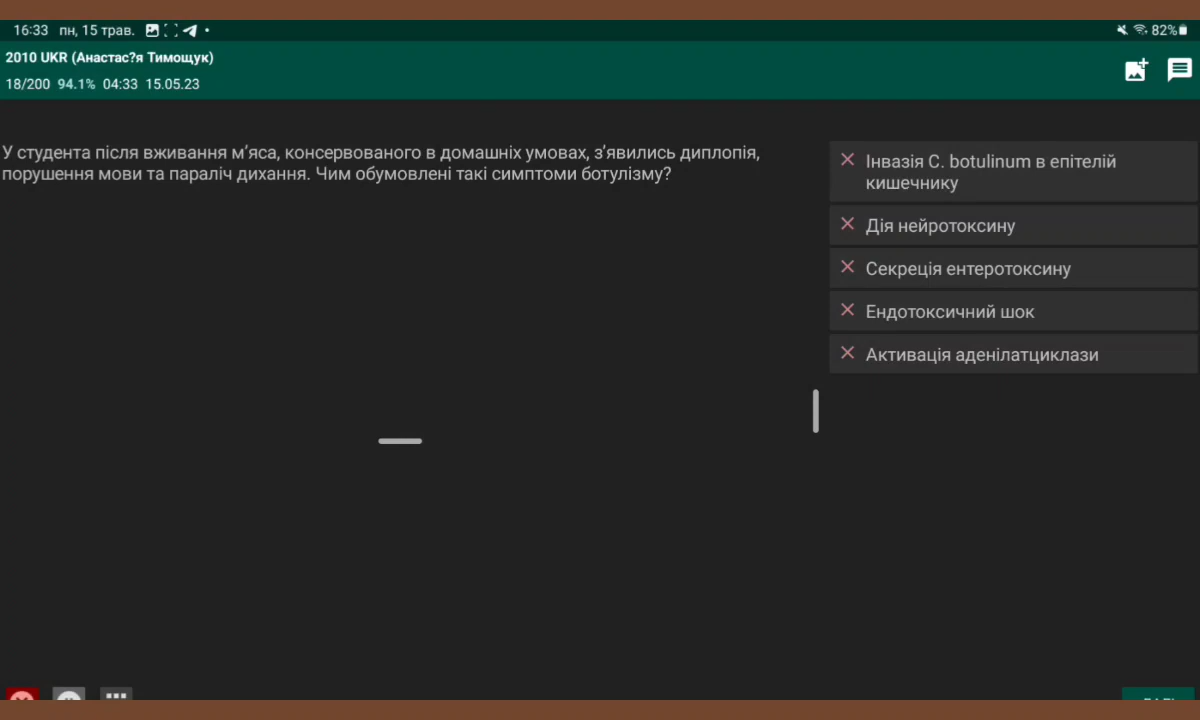 16:33 пн, 15 трав.
82%
2010 UKR (Анастас?я Тимощук)
18/200 94.1% 04:33 15.05.23
У студента після вживання м’яса, консервованого в домашніх умовах, з’явились диплопія,
порушення мови та параліч дихання. Чим обумовлені такі симптоми ботулізму?
Інвазія C. botulinum в епітелій
кишечнику
Дія нейротоксину
Секреція ентеротоксину
Ендотоксичний шок
Активація аденілатциклази